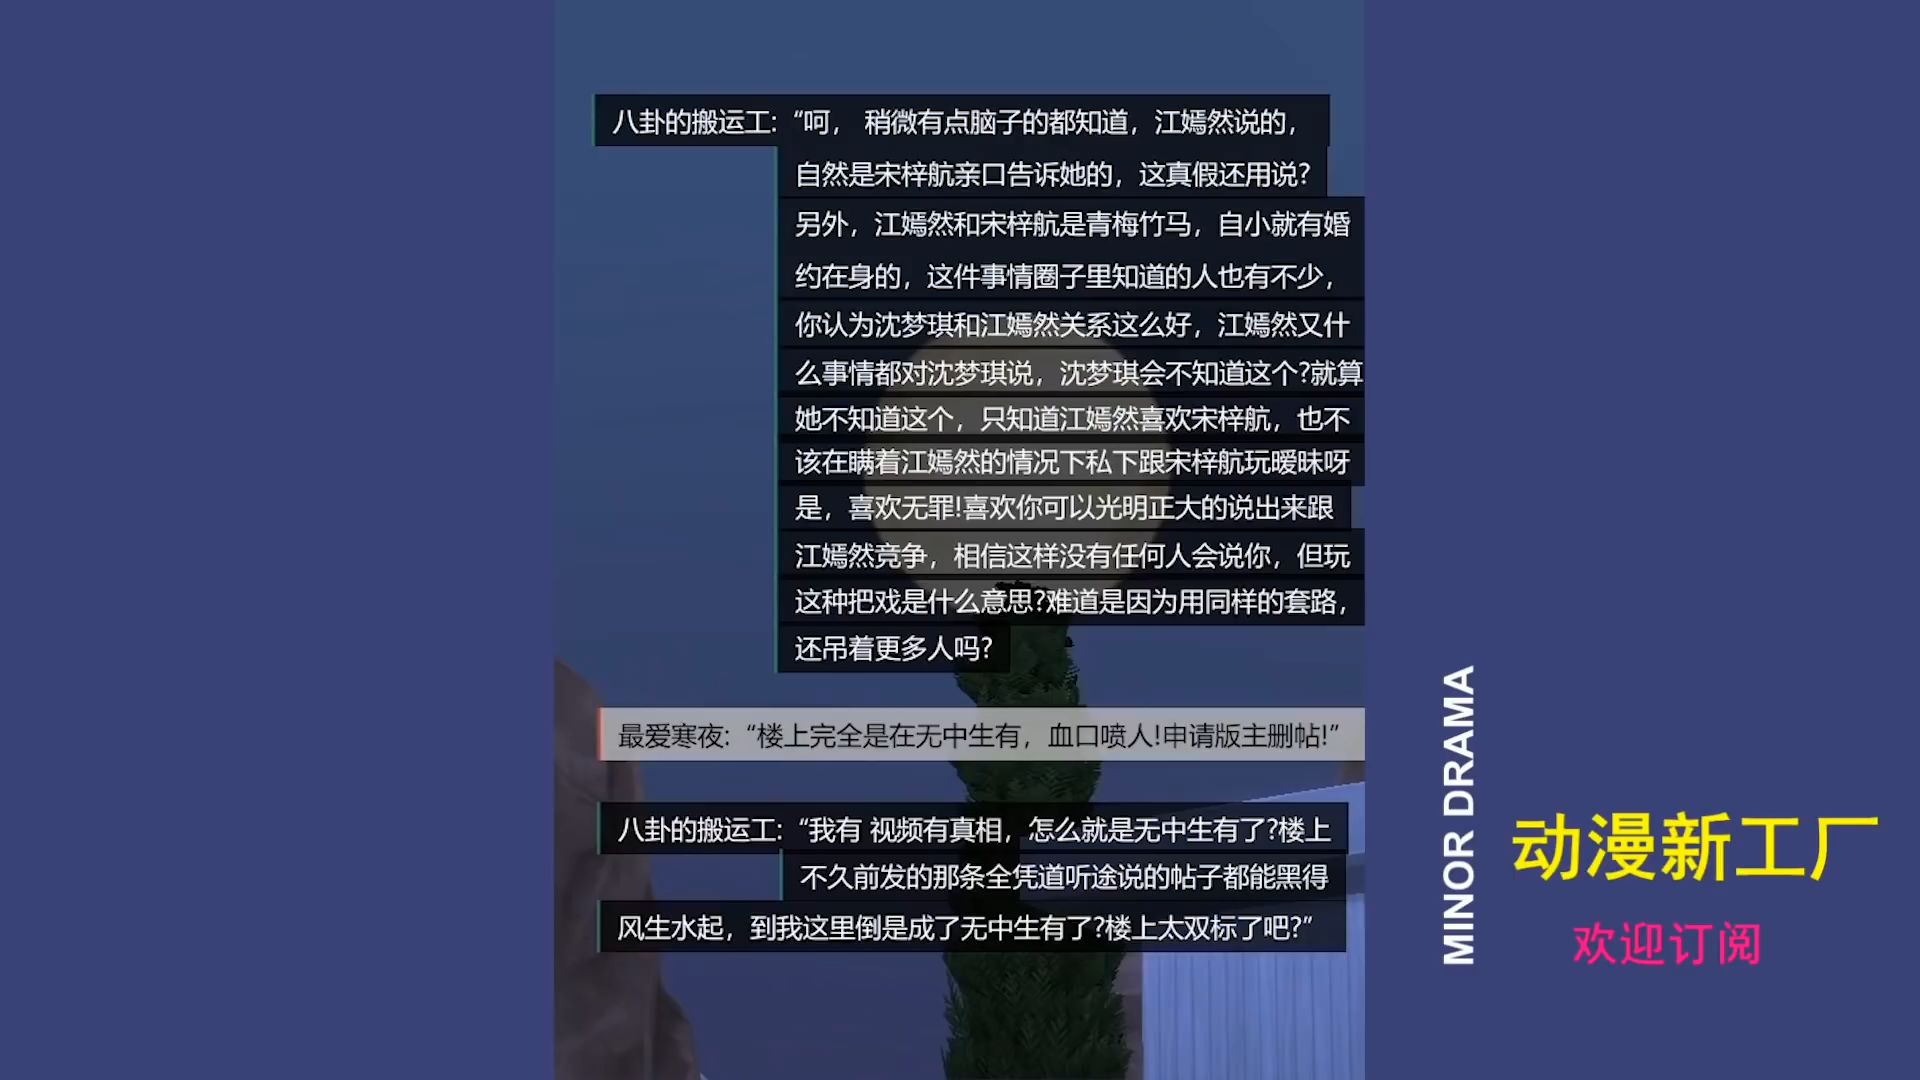 八卦的搬运工:“呵， 稍微有点脑子的都知道，江嫣然说的，
自然是宋梓航亲口告诉她的，这真假还用说?
另外，江嫣然和宋梓航是青梅竹马，自小就有婚
约在身的，这件事情圈子里知道的人也有不少，
你认为沈梦琪和江嫣然关系这么好，江嫣然又什
么事情都对沈梦琪说，沈梦琪会不知道这个?就算
她不知道这个，只知道江嫣然喜欢宋梓航，也不
该在瞒着江嫣然的情况下私下跟宋梓航玩暧昧呀
是，喜欢无罪!喜欢你可以光明正大的说出来跟
江嫣然竞争，相信这样没有任何人会说你，但玩
这种把戏是什么意思?难道是因为用同样的套路，
还吊着更多人吗?
最爱寒夜:“楼上完全是在无中生有，血口喷人!申请版主删帖!”
八卦的搬运工:“我有 视频有真相，怎么就是无中生有了?楼上
不久前发的那条全凭道听途说的帖子都能黑得
风生水起，到我这里倒是成了无中生有了?楼上太双标了吧?”
MINOR DRAMA
动漫新工厂
欢迎订阅